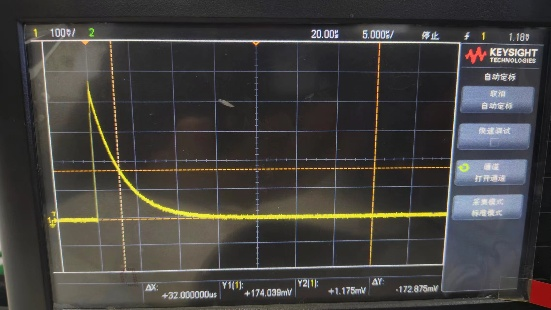 1 100▽/ 2 20.00▽ 5.000▽/ 停止 1 1.18▽
KEYSIGHT
TECHNOLOGIES
自动定标
取消
自动定标
快速调试
通道
打开通道
采集模式
标准模式
ΔX:
+32.000000us
Y1(1):
+174.039mV
Y2(1):
+1.175mV
ΔY:
-172.875mV